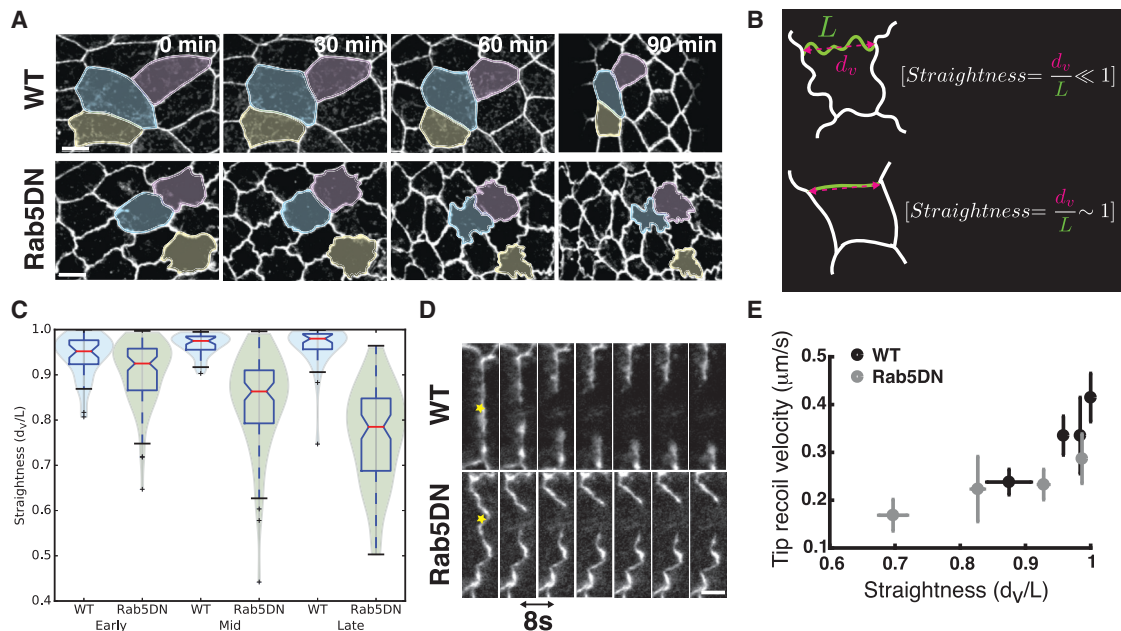 A
0 min
30 min
60 min
90 min
WT
Rab5DN
B
L
d_v
[Straightness= d_v/L ≪ 1]
[Straightness= d_v/L ∼ 1]
C
Straightness (d_v/L)
1.0
0.9
0.8
0.7
0.6
0.5
0.4
WT Rab5DN WT Rab5DN WT Rab5DN
Early Mid Late
D
WT
Rab5DN
8s
E
WT
Rab5DN
Tip recoil velocity (μm/s)
0.5
0.4
0.3
0.2
0.1
0.6 0.7 0.8 0.9 1
Straightness (d_v/L)